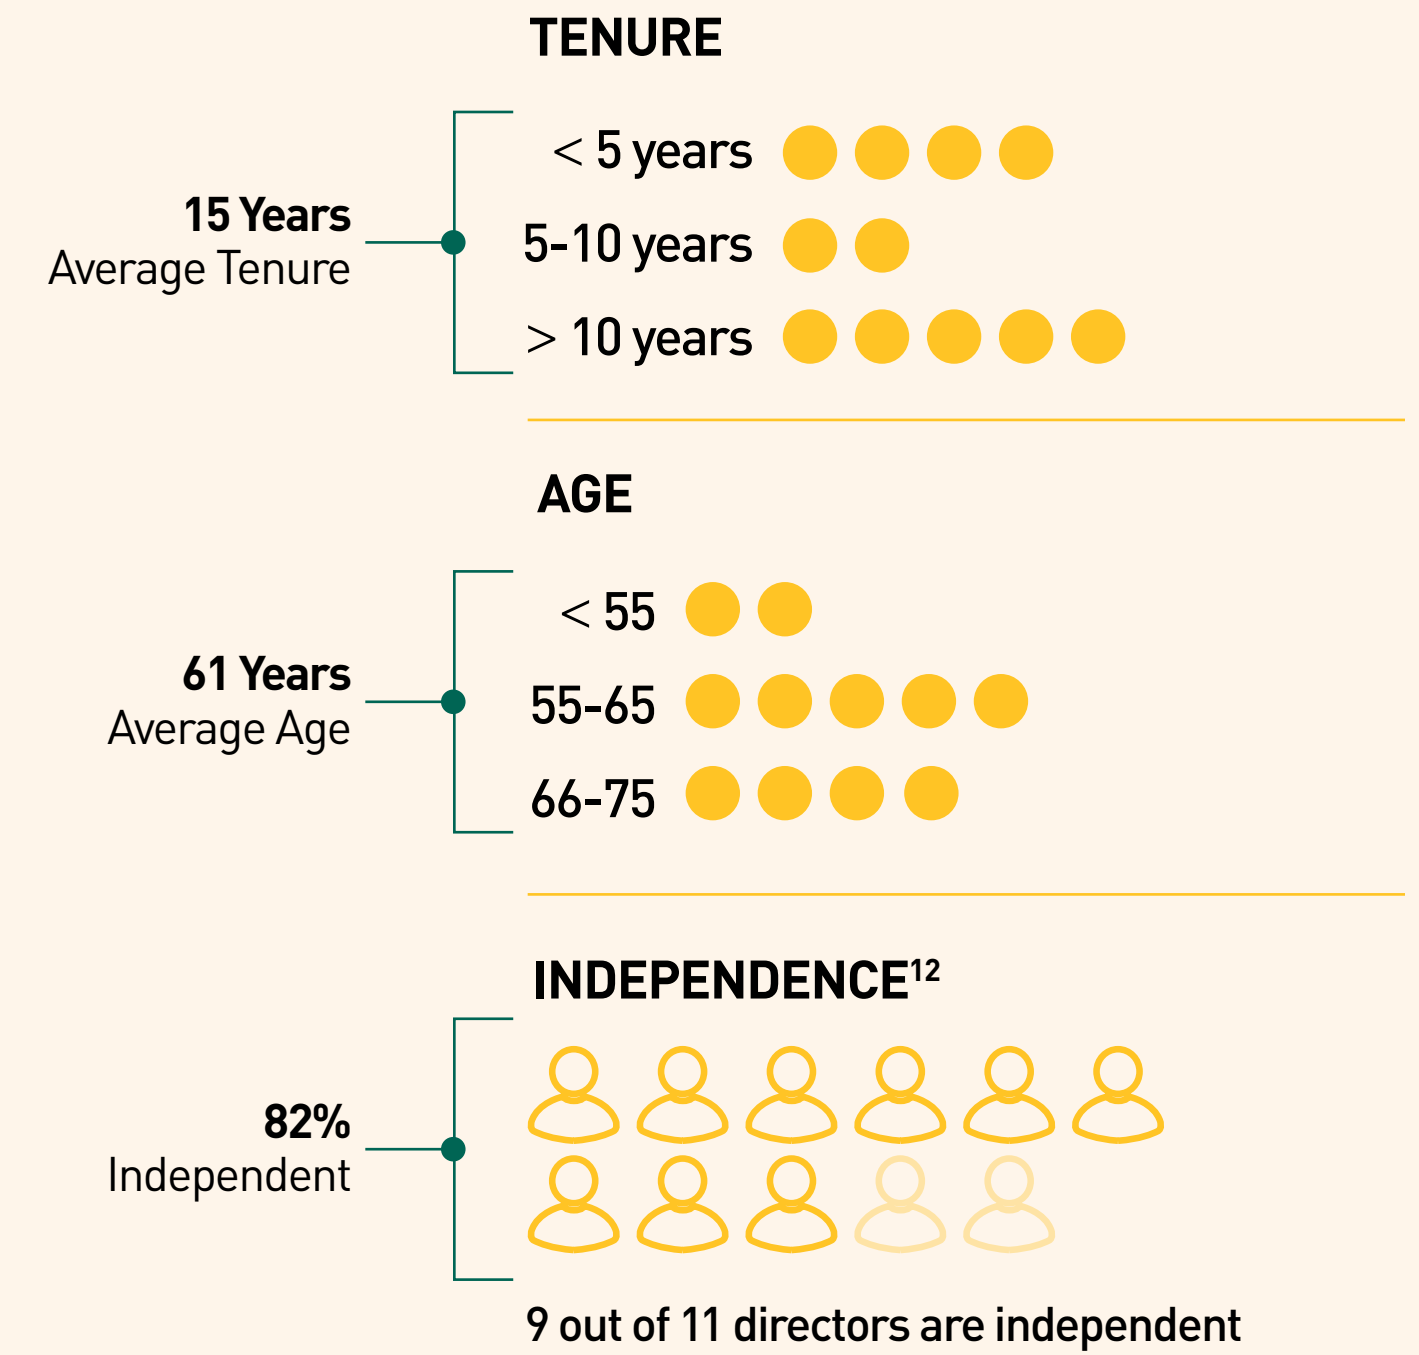 TENURE
< 5 years
15 Years
Average Tenure
5-10 years
> 10 years
AGE
< 55
61 Years
Average Age
55-65
66-75
INDEPENDENCE¹²
82%
Independent
9 out of 11 directors are independent